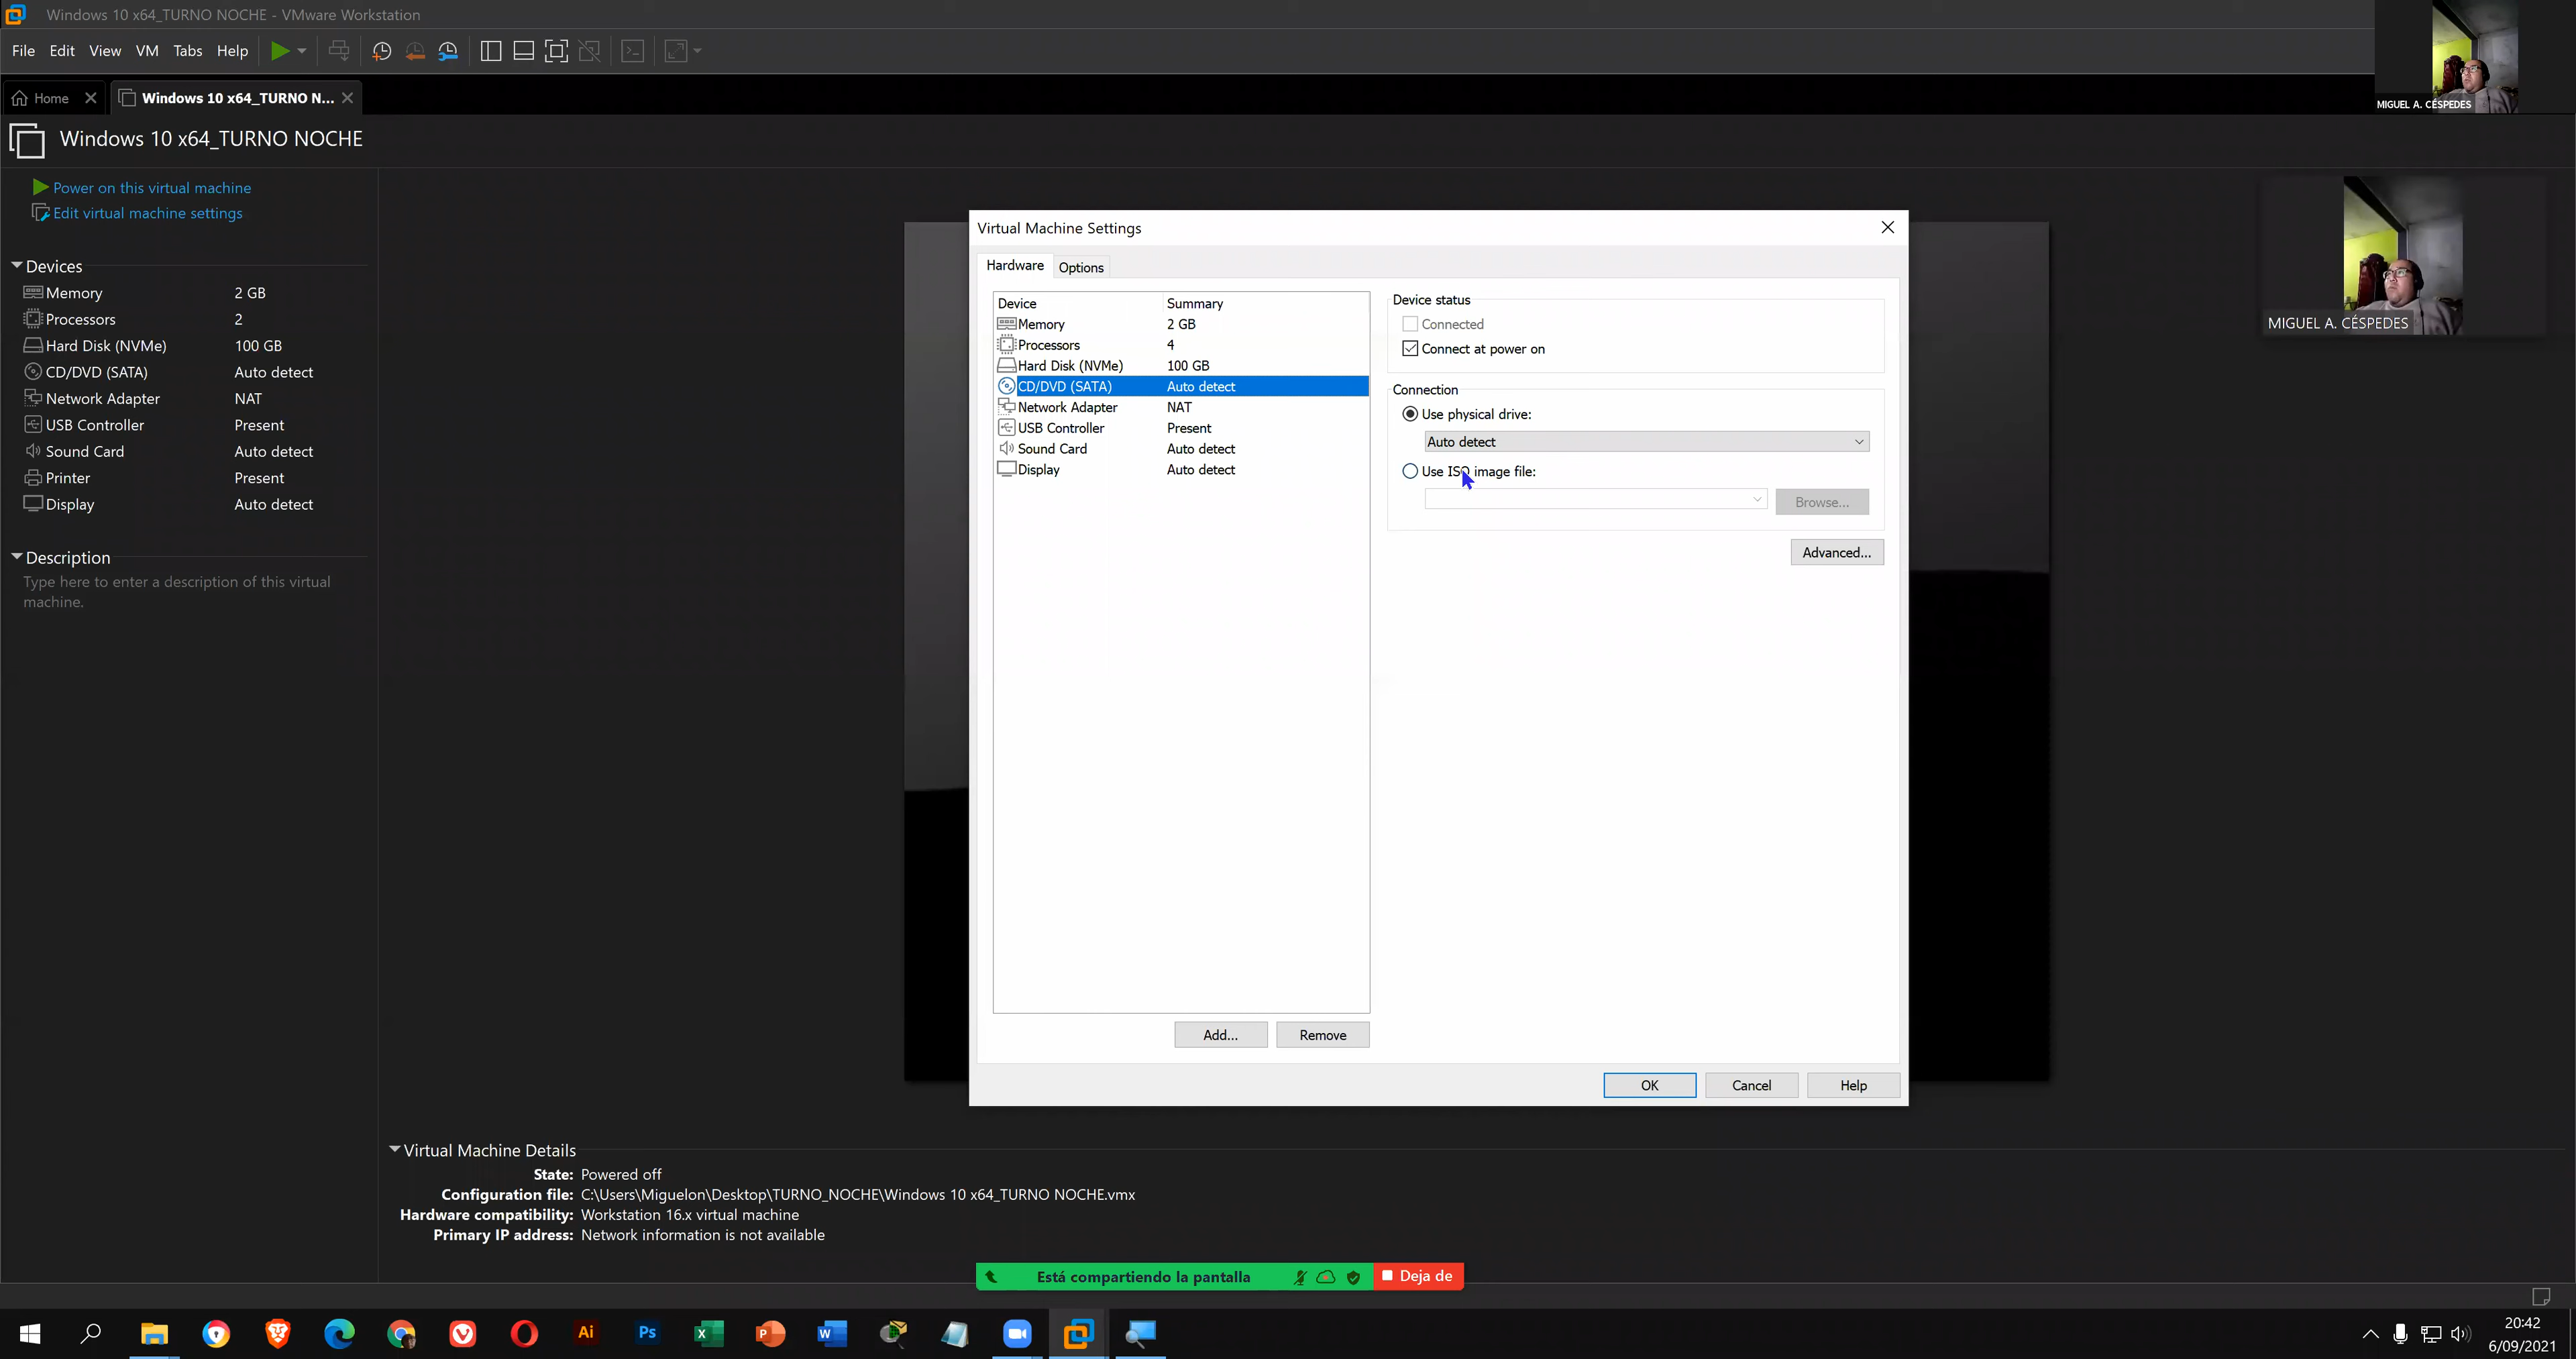 Windows 10 x64_TURNO NOCHE - VMware Workstation
File Edit View VM Tabs Help
MIGUEL A. CÉSPEDES
Home
Windows 10 x64_TURNO N...
Windows 10 x64_TURNO NOCHE
Power on this virtual machine
Edit virtual machine settings
Devices
Memory 2 GB
Processors 2
Hard Disk (NVMe) 100 GB
CD/DVD (SATA) Auto detect
Network Adapter NAT
USB Controller Present
Sound Card Auto detect
Printer Present
Display Auto detect
Description
Type here to enter a description of this virtual
machine.
Virtual Machine Settings
Hardware Options
Device Summary
Memory 2 GB
Processors 4
Hard Disk (NVMe) 100 GB
CD/DVD (SATA) Auto detect
Network Adapter NAT
USB Controller Present
Sound Card Auto detect
Display Auto detect
Add... Remove
Device status
Connected
Connect at power on
Connection
Use physical drive:
Auto detect
Use ISO image file:
Browse...
Advanced...
OK Cancel Help
MIGUEL A. CÉSPEDES
Virtual Machine Details
State: Powered off
Configuration file: C:\Users\Miguelon\Desktop\TURNO_NOCHE\Windows 10 x64_TURNO NOCHE.vmx
Hardware compatibility: Workstation 16.x virtual machine
Primary IP address: Network information is not available
Está compartiendo la pantalla Deja de
Ai Ps X P W
20:42
6/09/2021